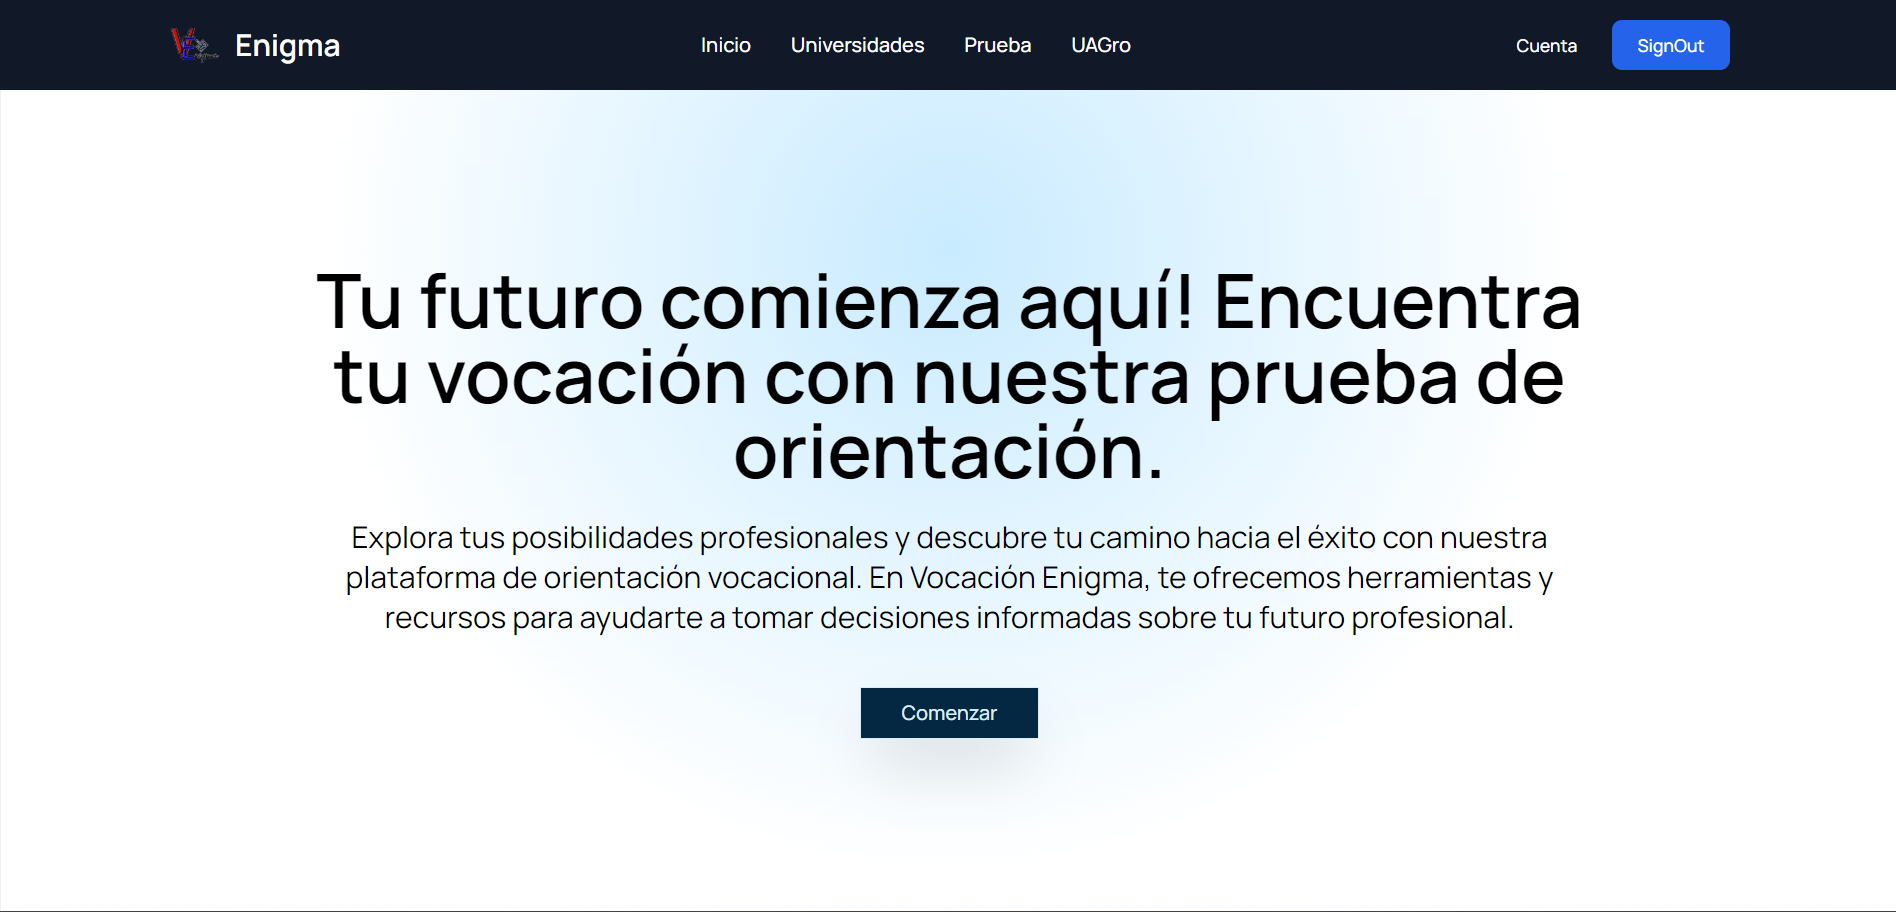 Enigma
Inicio Universidades Prueba UAGro
Cuenta SignOut
Tu futuro comienza aquí! Encuentra
tu vocación con nuestra prueba de
orientación.
Explora tus posibilidades profesionales y descubre tu camino hacia el éxito con nuestra
plataforma de orientación vocacional. En Vocación Enigma, te ofrecemos herramientas y
recursos para ayudarte a tomar decisiones informadas sobre tu futuro profesional.
Comenzar